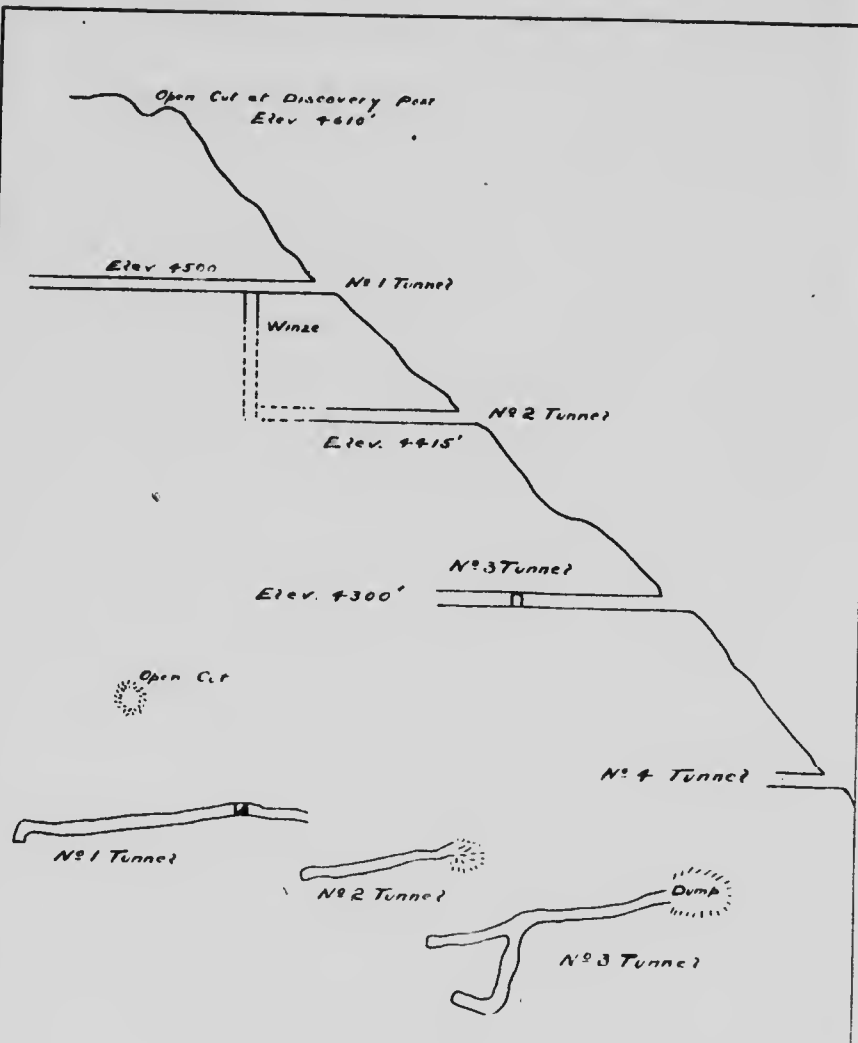 Open Cut at Discovery Post
Elev 4610'
Elev 4500
Nº 1 Tunnel
Winze
Nº 2 Tunnel
Elev. 4415'
Nº 3 Tunnel
Elev. 4300'
Open Cut
Nº 4 Tunnel
Nº 1 Tunnel
Nº 2 Tunnel
Dump
Nº 3 Tunnel